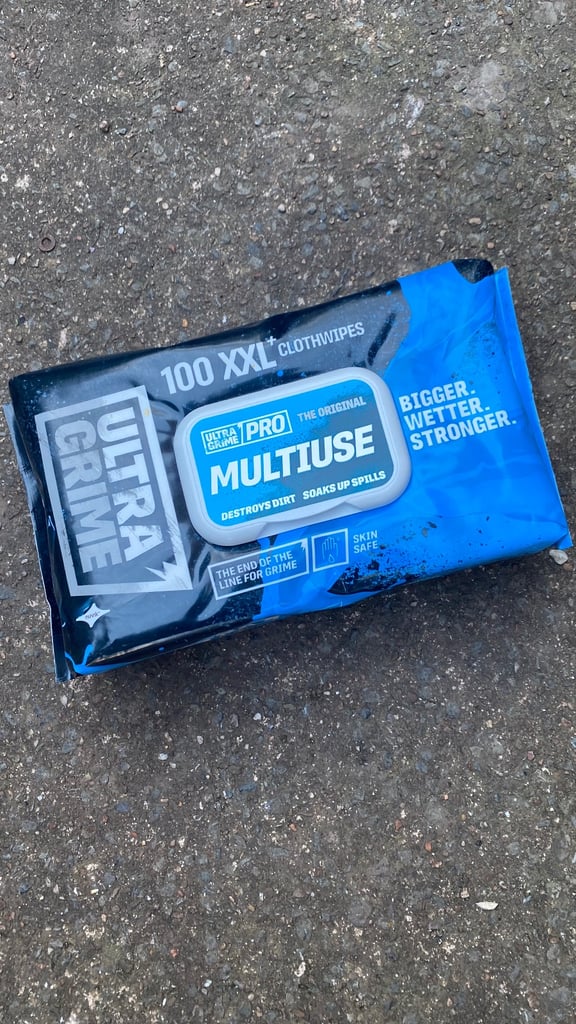 100 XXL+ CLOTHWIPES
ULTRA
GRIME
ULTRA
GRIME
PRO
THE ORIGINAL
MULTIUSE
DESTROYS DIRT SOAKS UP SPILLS
BIGGER.
WETTER.
STRONGER.
THE END OF THE
LINE FOR GRIME
SKIN
SAFE